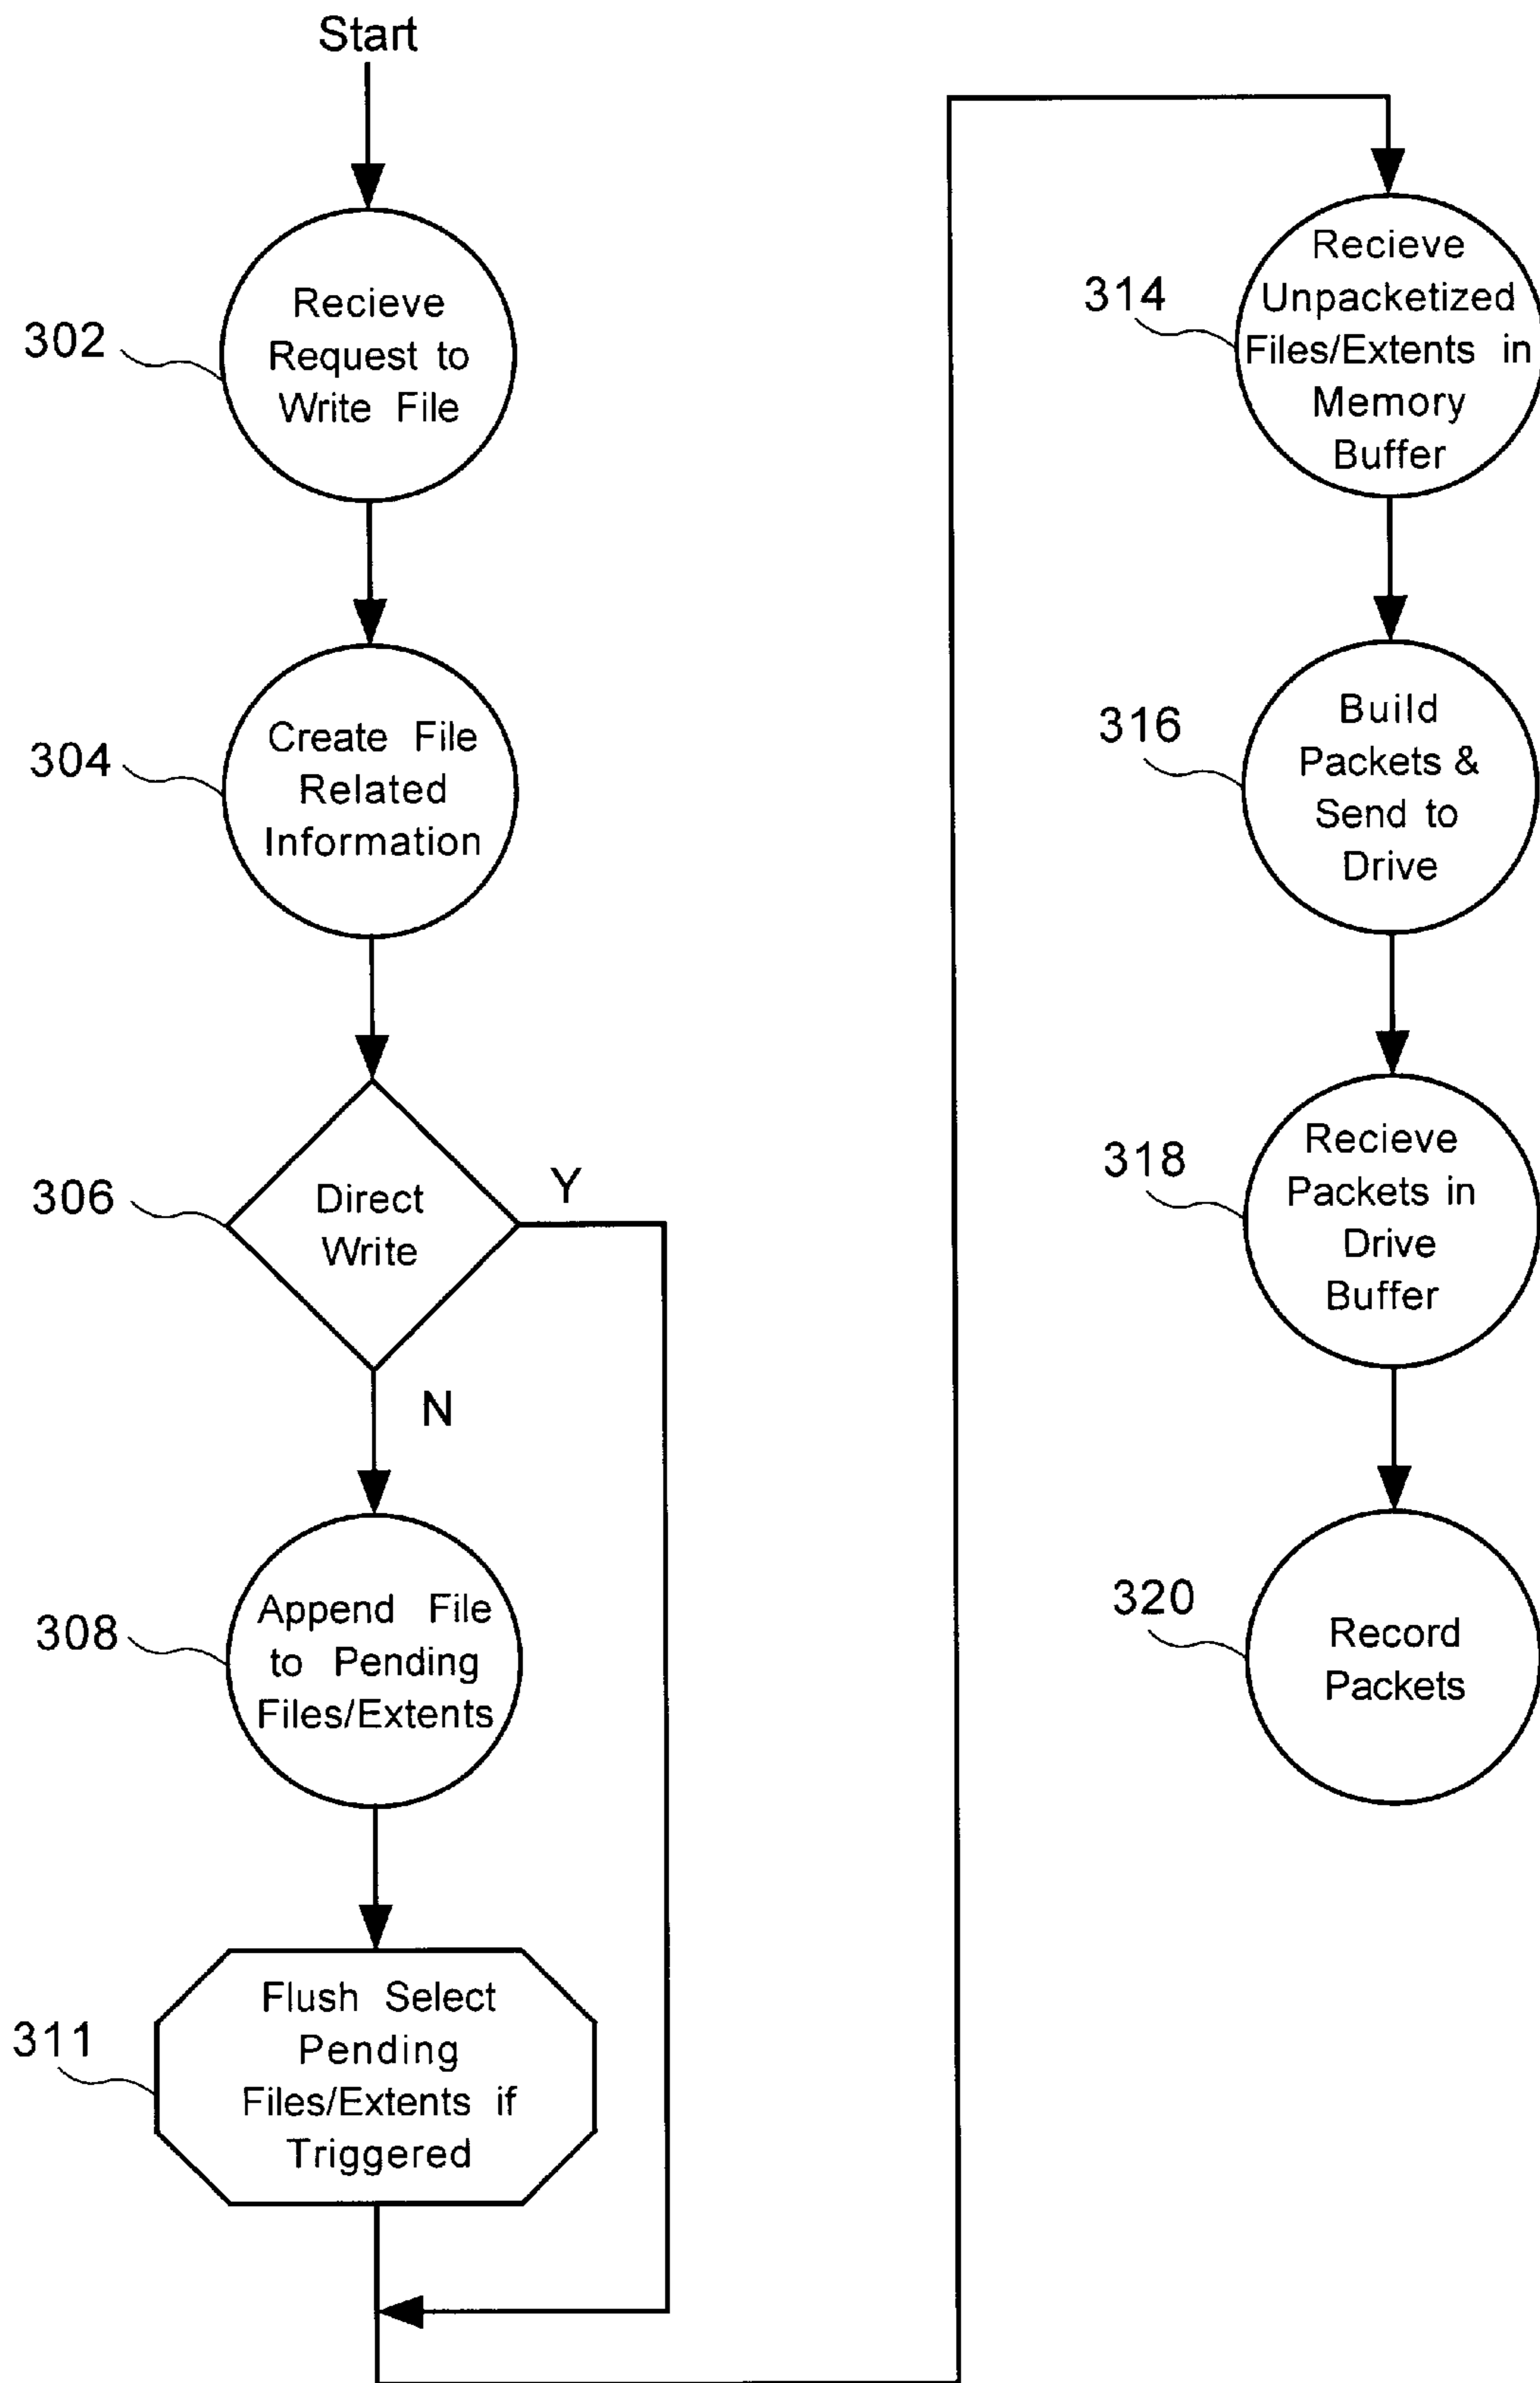 Start
302
Recieve
Request to
Write File
304
Create File
Related
Information
306
Direct
Write
Y
N
308
Append File
to Pending
Files/Extents
311
Flush Select
Pending
Files/Extents if
Triggered
314
Recieve
Unpacketized
Files/Extents in
Memory
Buffer
316
Build
Packets &
Send to
Drive
318
Recieve
Packets in
Drive
Buffer
320
Record
Packets